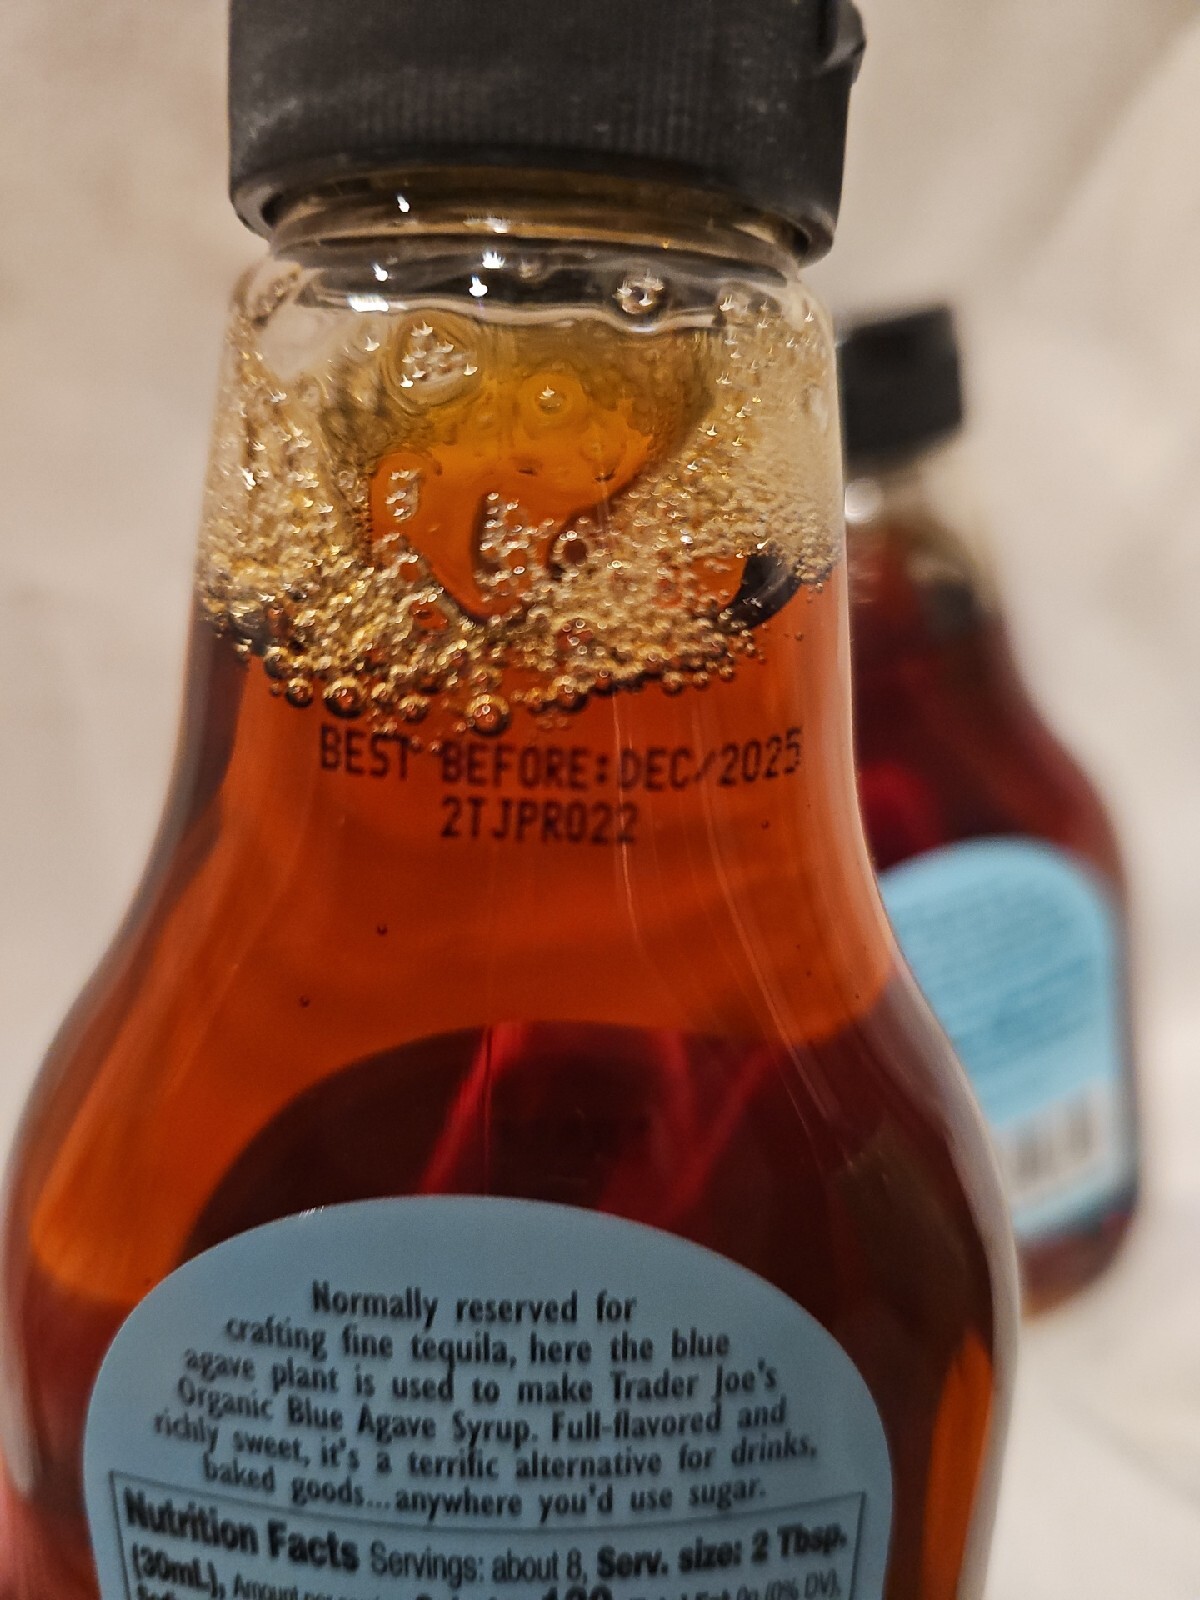 BEST BEFORE: DEC/2025
2TJPR022
Normally reserved for
crafting fine tequila, here the blue
agave plant is used to make Trader Joe's
Organic Blue Agave Syrup. Full-flavored and
richly sweet, it's a terrific alternative for drinks,
baked goods...anywhere you'd use sugar.
Nutrition Facts Servings: about 8, Serv. size: 2 Tbsp.
(30mL), Amount per